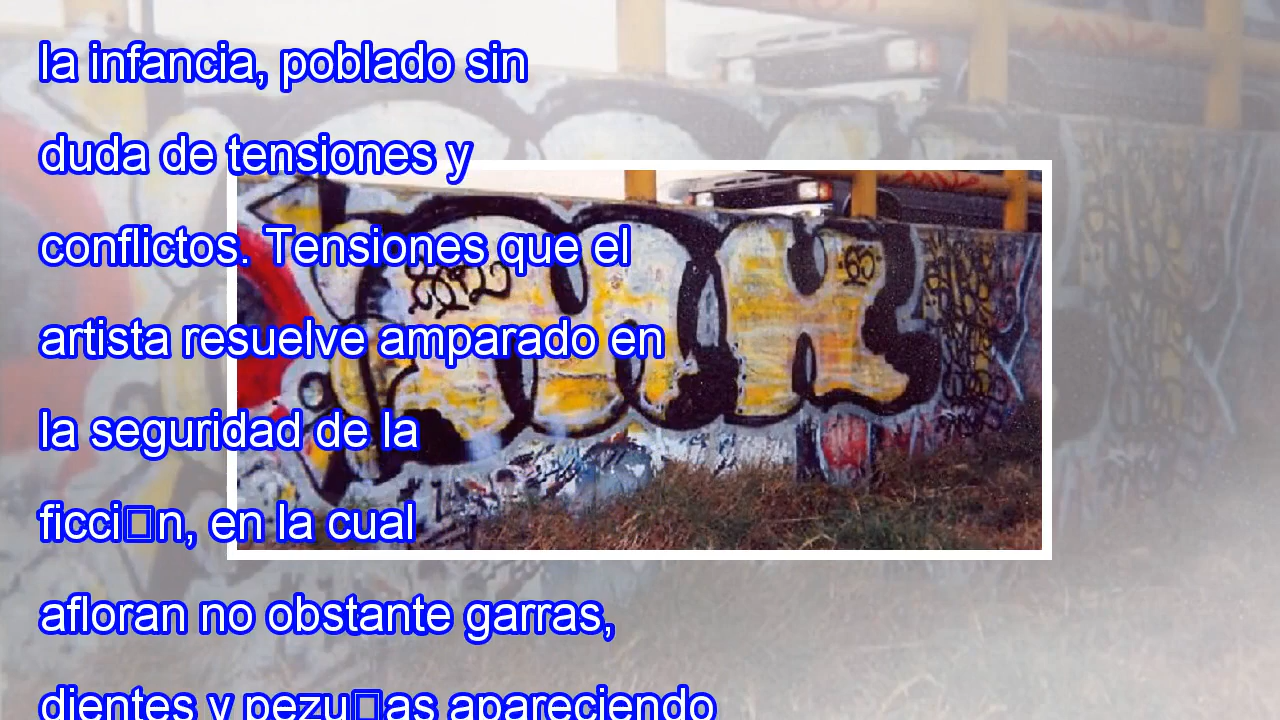 la infancia, poblado sin
duda de tensiones y
conflictos. Tensiones que el
artista resuelve amparado en
la seguridad de la
ficci□n, en la cual
afloran no obstante garras,
dientes y pezu□as apareciendo
65